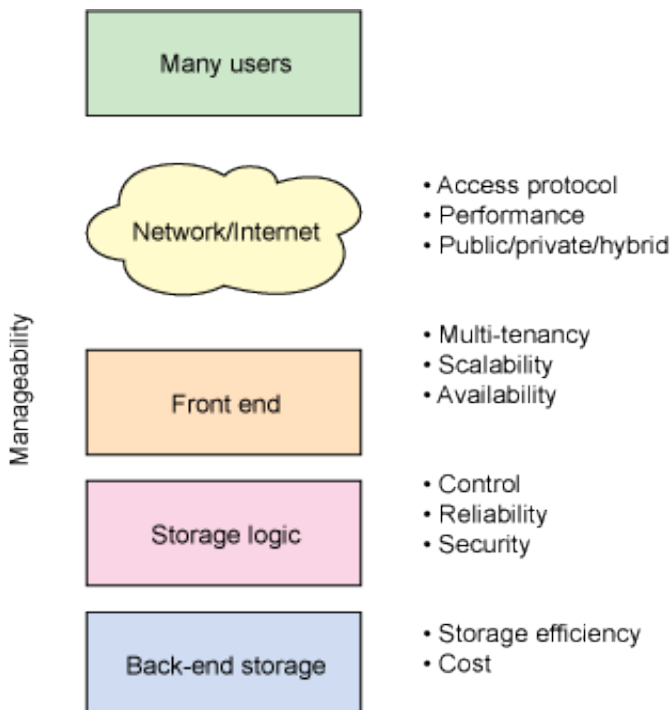 Many users
Network/Internet
• Access protocol
• Performance
• Public/private/hybrid
Manageability
• Multi-tenancy
• Scalability
• Availability
Front end
• Control
• Reliability
• Security
Storage logic
• Storage efficiency
• Cost
Back-end storage